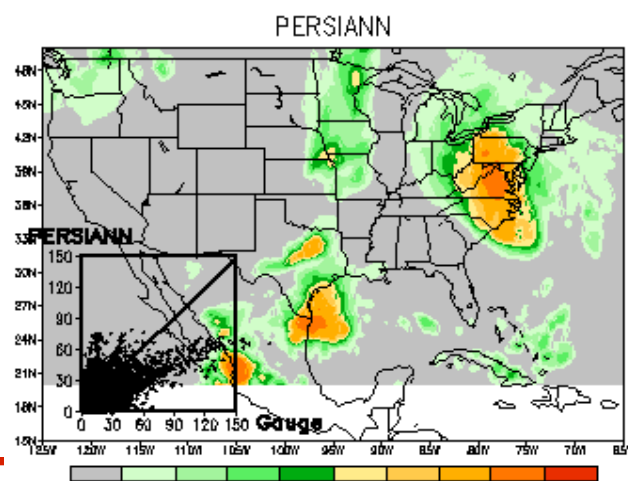 PERSIANN
48N
45N
42N
39N
36N
33N
30N
27N
24N
21N
18N
15N
PERSIANN
150
120
90
60
30
0
0 30 60 90 120 150
Gauge
125W 120W 115W 110W 105W 100W 95W 90W 85W 80W 75W 70W 65W